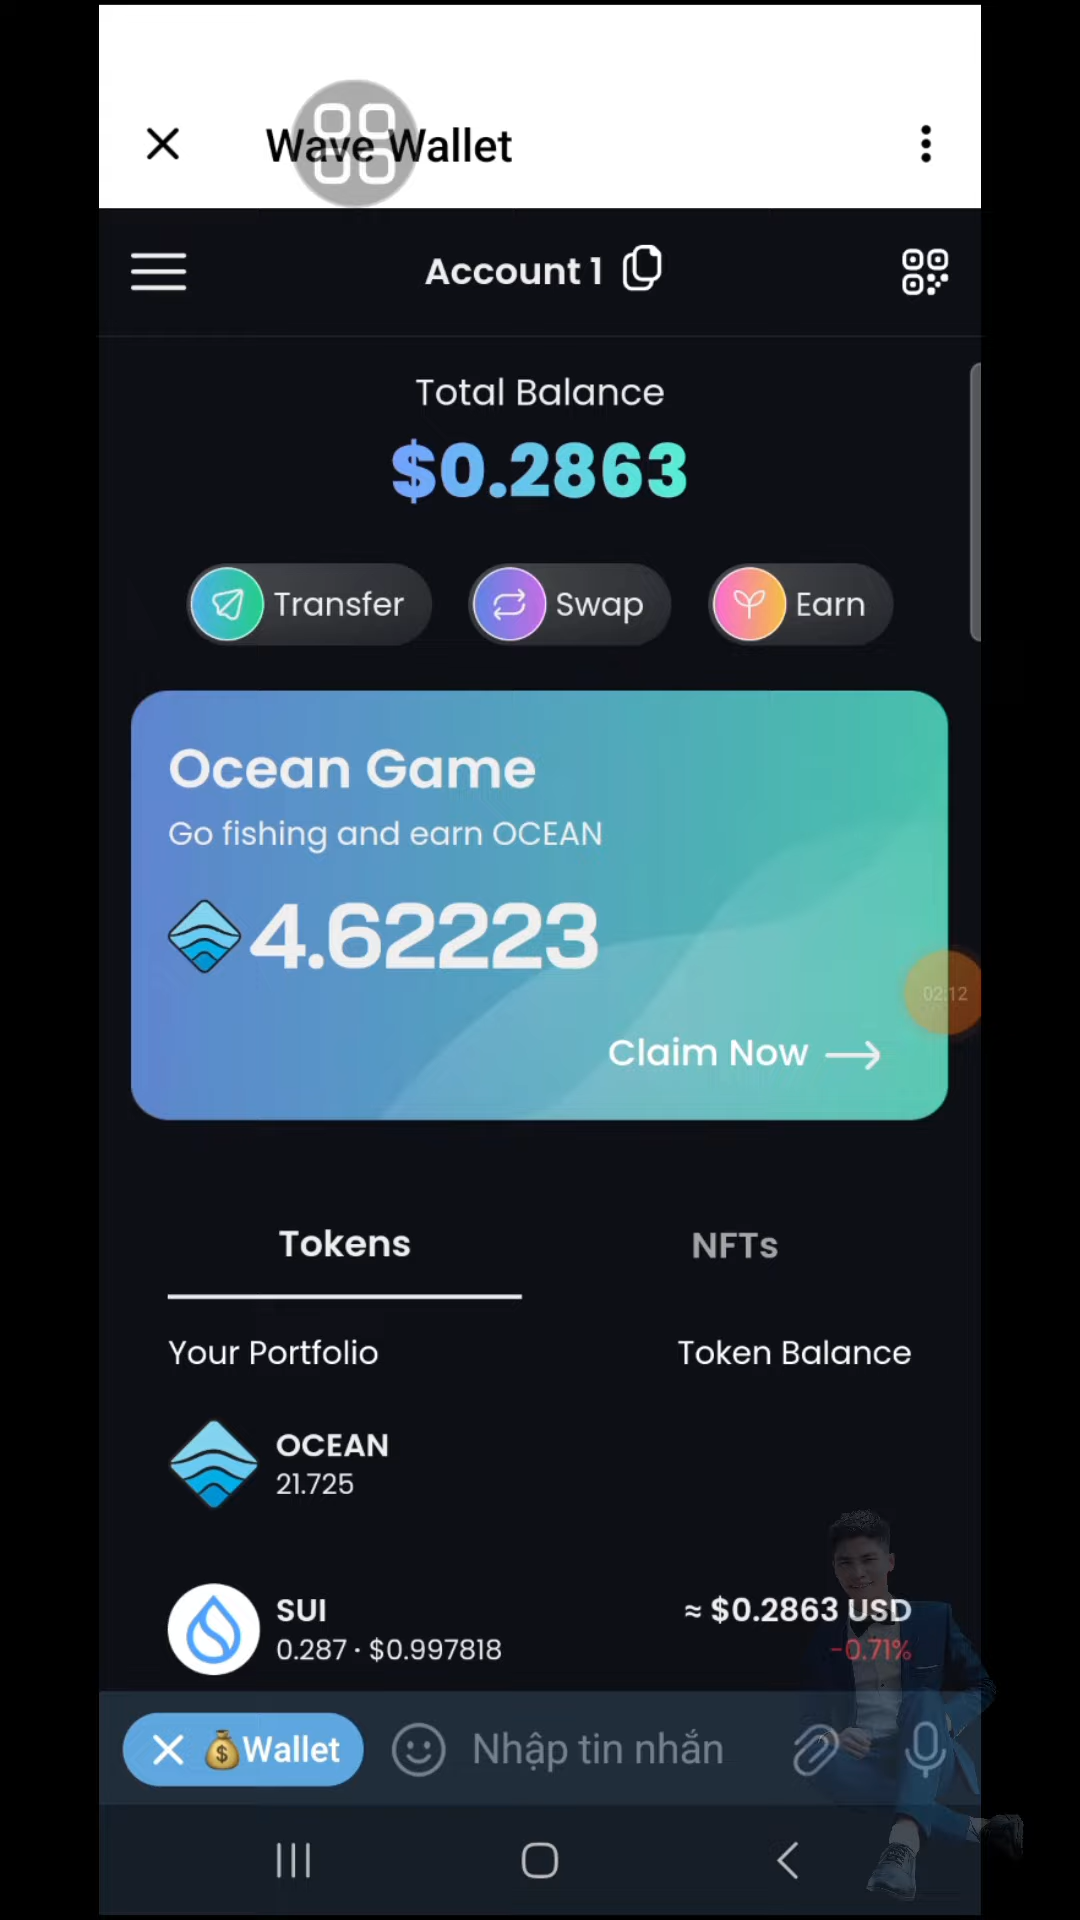 Wave Wallet
Account 1
Total Balance
$0.2863
Transfer
Swap
Earn
Ocean Game
Go fishing and earn OCEAN
4.62223
02:12
Claim Now
Tokens
NFTs
Your Portfolio
Token Balance
OCEAN
21.725
SUI
≈ $0.2863 USD
0.287 · $0.997818
-0.71%
Wallet
Nhập tin nhắn